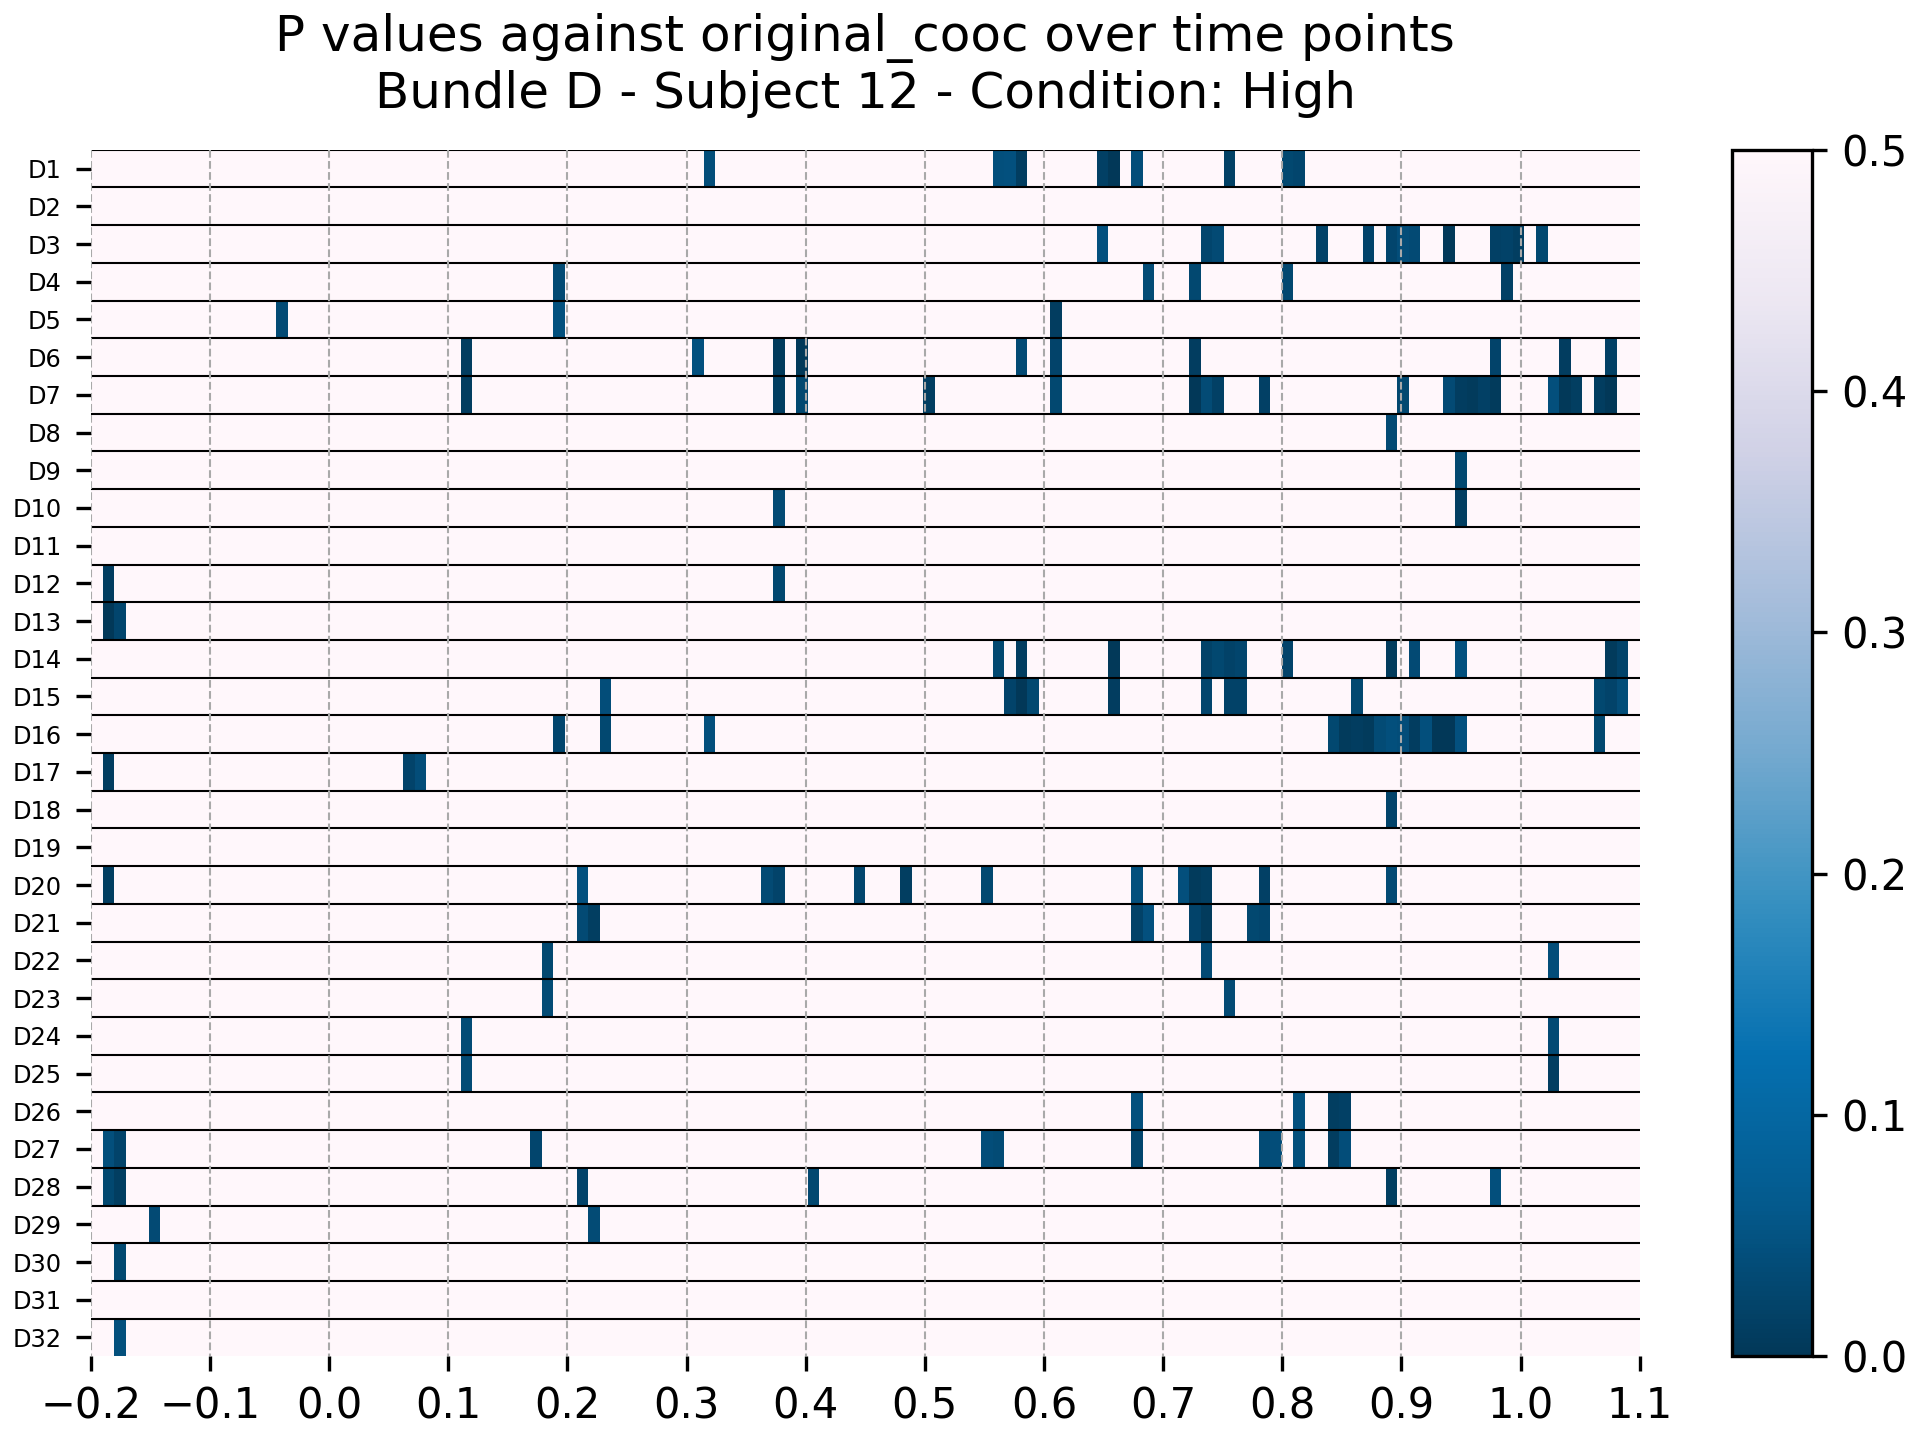 P values against original_cooc over time points
Bundle D - Subject 12 - Condition: High
D1
D2
D3
D4
D5
D6
D7
D8
D9
D10
D11
D12
D13
D14
D15
D16
D17
D18
D19
D20
D21
D22
D23
D24
D25
D26
D27
D28
D29
D30
D31
D32
−0.2 −0.1 0.0 0.1 0.2 0.3 0.4 0.5 0.6 0.7 0.8 0.9 1.0 1.1
0.5
0.4
0.3
0.2
0.1
0.0